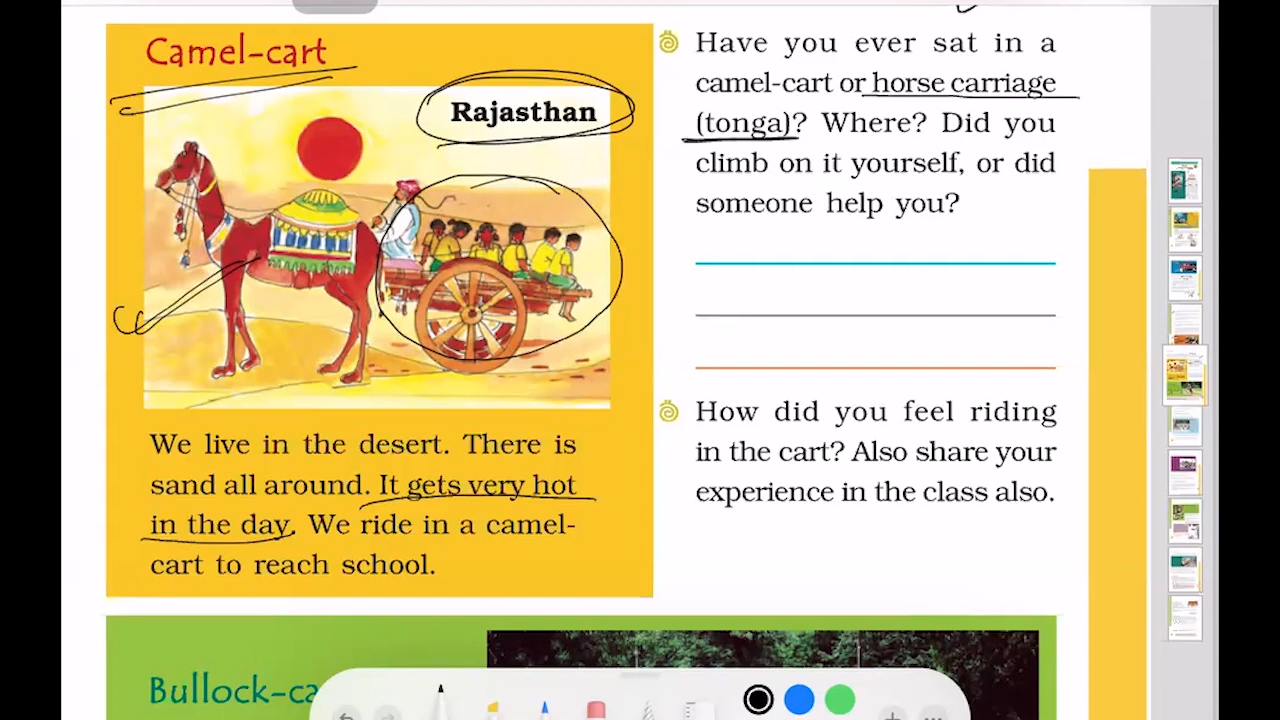 Camel-cart
Rajasthan
We live in the desert. There is
sand all around. It gets very hot
in the day. We ride in a camel-
cart to reach school.
Have you ever sat in a
camel-cart or horse carriage
(tonga)? Where? Did you
climb on it yourself, or did
someone help you?
How did you feel riding
in the cart? Also share your
experience in the class also.